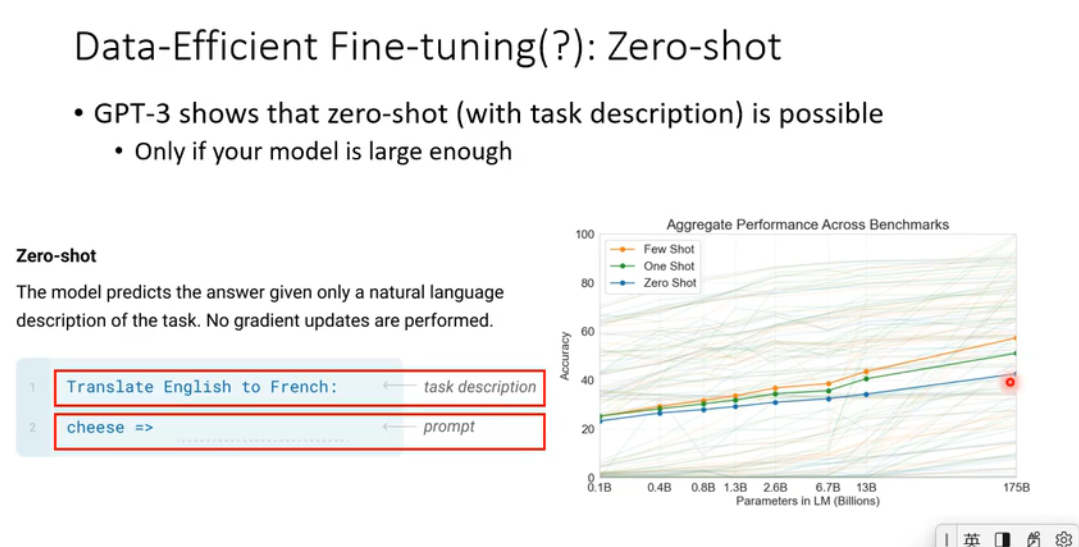 Data-Efficient Fine-tuning(?): Zero-shot
• GPT-3 shows that zero-shot (with task description) is possible
• Only if your model is large enough
Zero-shot
The model predicts the answer given only a natural language
description of the task. No gradient updates are performed.
1 Translate English to French: task description
2 cheese => prompt
Aggregate Performance Across Benchmarks
Few Shot
One Shot
Zero Shot
Accuracy
100
80
60
40
20
0
0.1B 0.4B 0.8B 1.3B 2.6B 6.7B 13B 175B
Parameters in LM (Billions)
英